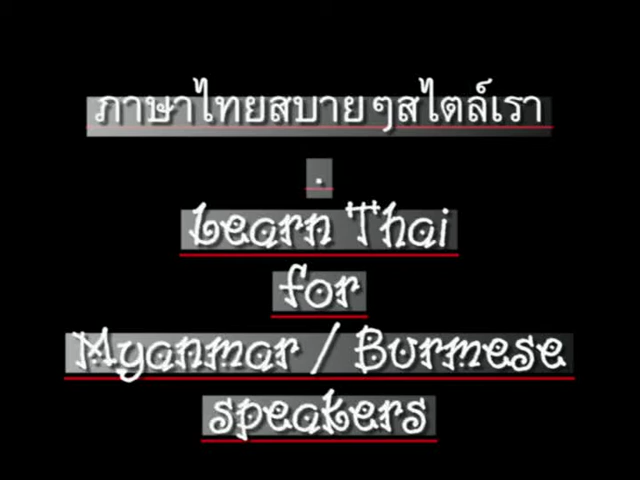 ภาษาไทยสบายๆสไตล์เรา
.
Learn Thai
for
Myanmar / Burmese
speakers